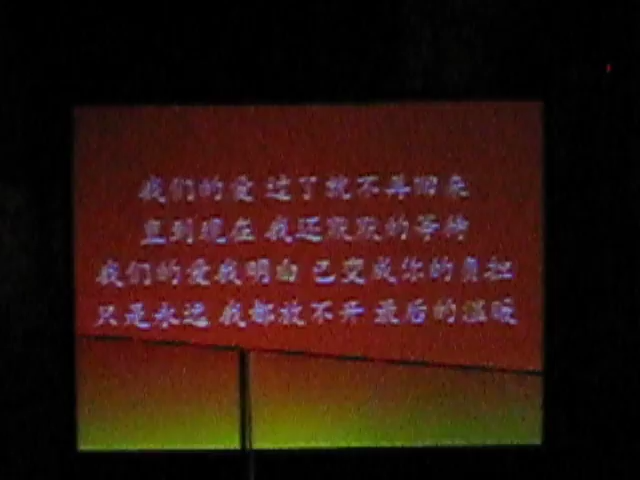 我们的爱 过了就不再回来
直到现在 我还默默的等待
我们的爱我明白 已变成你的负担
只是永远 我都放不开 最后的温暖